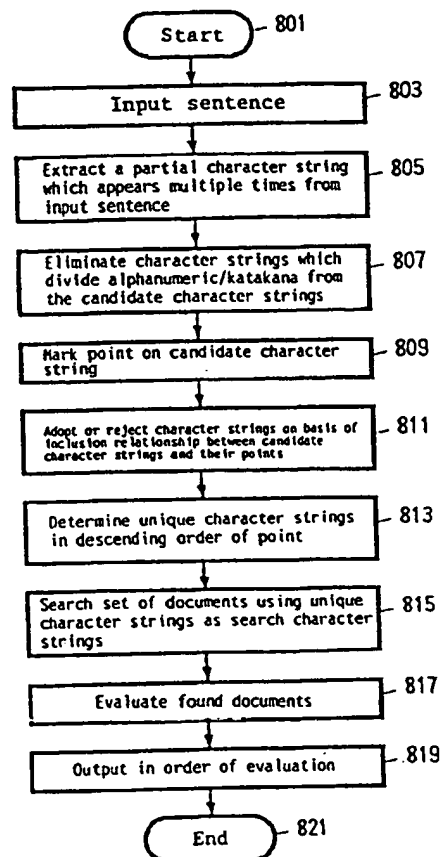 Start
801
Input sentence
803
Extract a partial character string
which appears multiple times from
input sentence
805
Eliminate character strings which
divide alphanumeric/katakana from
the candidate character strings
807
Mark point on candidate character
string
809
Adopt or reject character strings on basis of
inclusion relationship between candidate
character strings and their points
811
Determine unique character strings
in descending order of point
813
Search set of documents using unique
character strings as search character
strings
815
Evaluate found documents
817
Output in order of evaluation
819
End
821